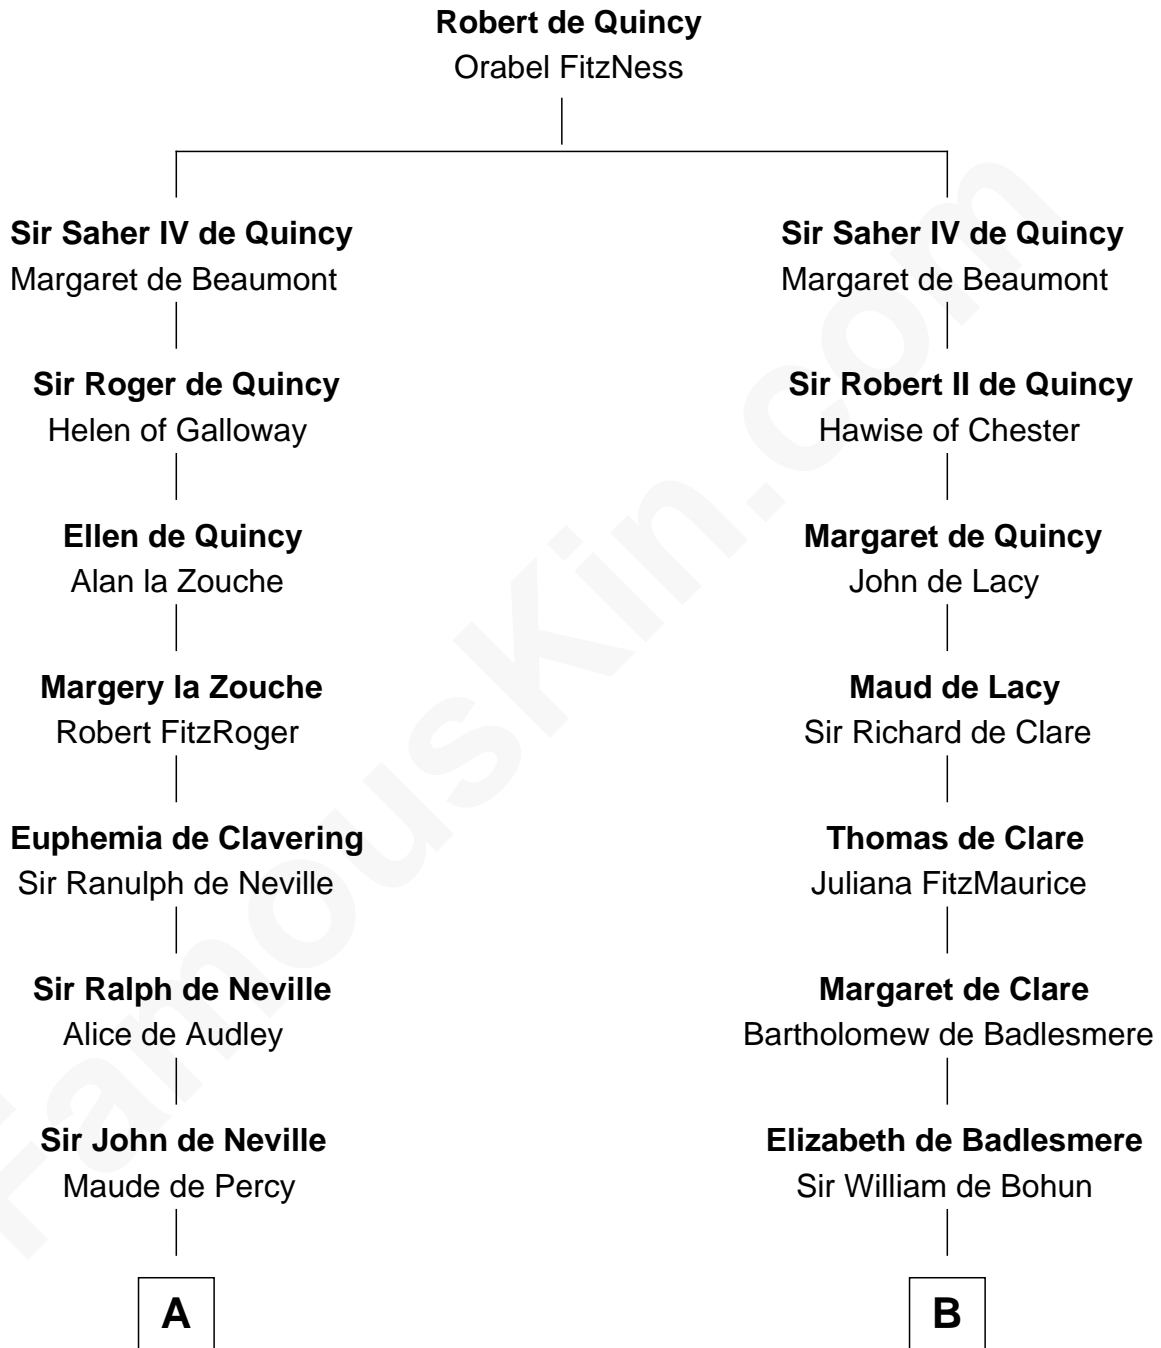 Robert de Quincy
Orabel FitzNess
Sir Saher IV de Quincy
Margaret de Beaumont
Sir Saher IV de Quincy
Margaret de Beaumont
Sir Roger de Quincy
Helen of Galloway
Sir Robert II de Quincy
Hawise of Chester
Ellen de Quincy
Alan la Zouche
Margaret de Quincy
John de Lacy
Margery la Zouche
Robert FitzRoger
Maud de Lacy
Sir Richard de Clare
Euphemia de Clavering
Sir Ranulph de Neville
Thomas de Clare
Juliana FitzMaurice
Sir Ralph de Neville
Alice de Audley
Margaret de Clare
Bartholomew de Badlesmere
Sir John de Neville
Maude de Percy
Elizabeth de Badlesmere
Sir William de Bohun
A
B
FamousKin.com